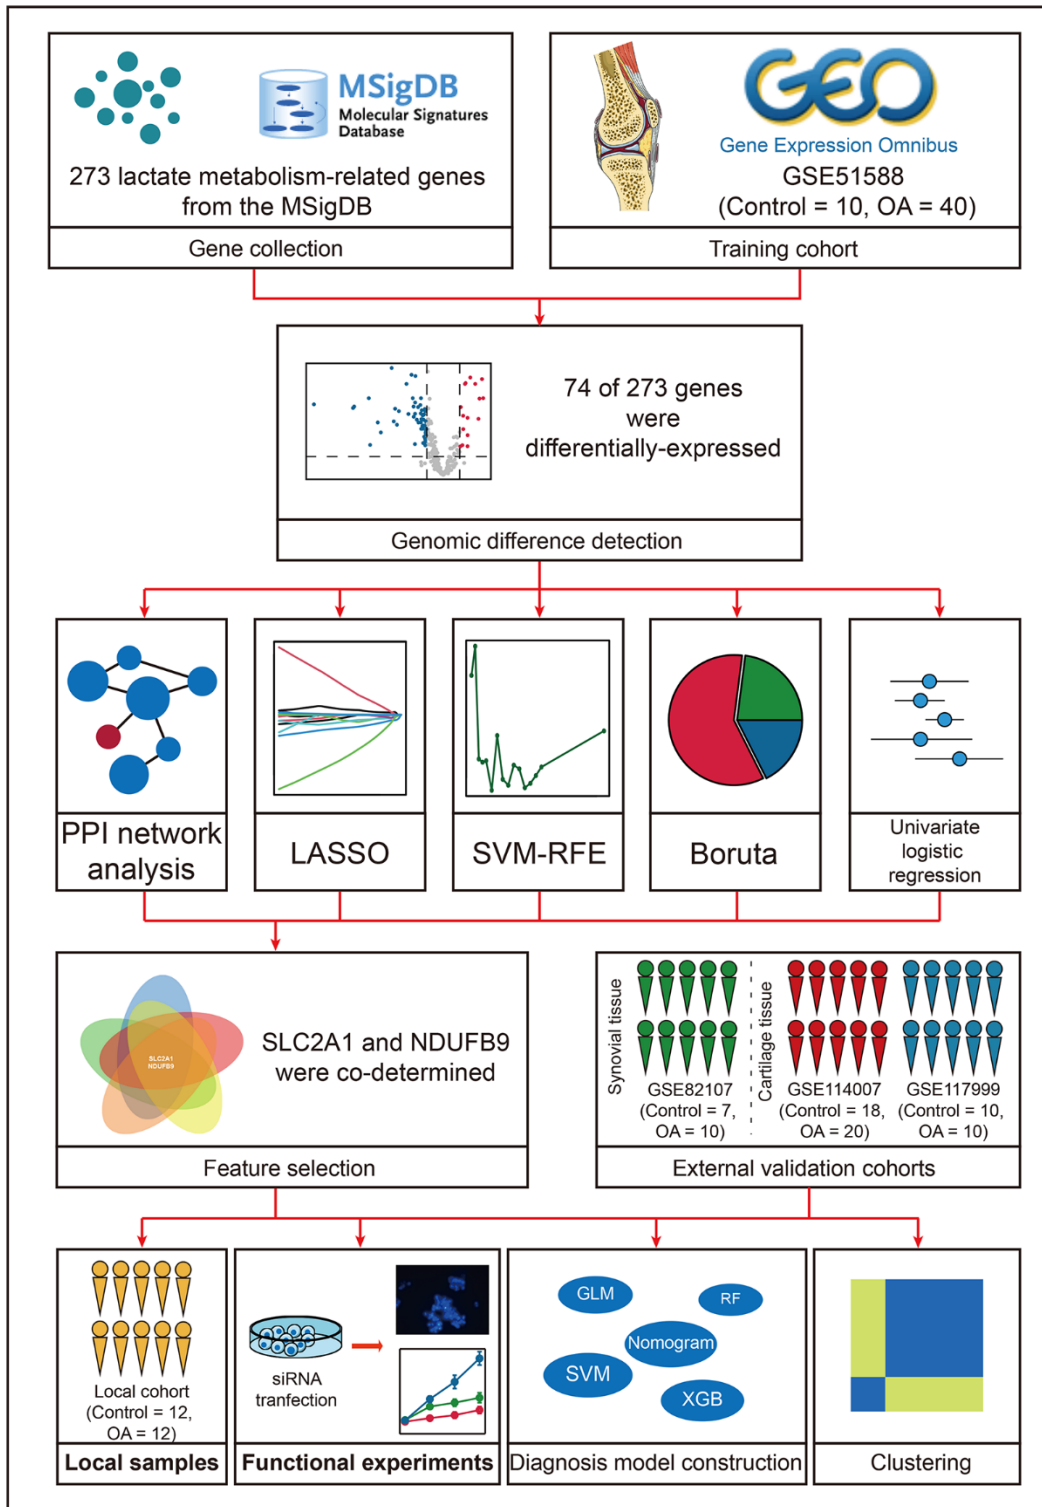 MSigDB
Molecular Signatures
Database
273 lactate metabolism-related genes
from the MSigDB
Gene collection
GEO
Gene Expression Omnibus
GSE51588
(Control = 10, OA = 40)
Training cohort
74 of 273 genes
were
differentially-expressed
Genomic difference detection
PPI network
analysis
LASSO
SVM-RFE
Boruta
Univariate
logistic
regression
SLC2A1
NDUFB9
SLC2A1 and NDUFB9
were co-determined
Feature selection
Synovial tissue
GSE82107
(Control = 7,
OA = 10)
Cartilage tissue
GSE114007
(Control = 18,
OA = 20)
GSE117999
(Control = 10,
OA = 10)
External validation cohorts
Local cohort
(Control = 12,
OA = 12)
Local samples
siRNA
tranfection
Functional experiments
GLM
RF
Nomogram
SVM
XGB
Diagnosis model construction
Clustering